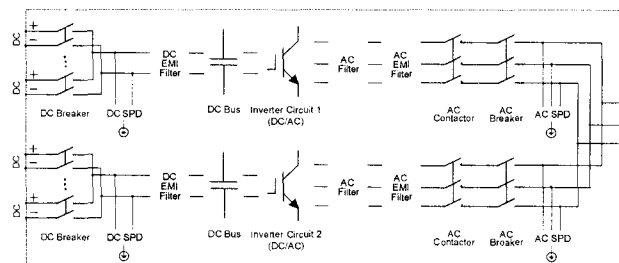 DC
DC
+
−
+
−
DC
EMI
Filter
AC
Filter
AC
EMI
Filter
DC Breaker
DC SPD
DC Bus
Inverter Circuit 1
(DC/AC)
AC
Contactor
AC
Breaker
AC SPD
DC
DC
+
−
+
−
DC
EMI
Filter
AC
Filter
AC
EMI
Filter
DC Breaker
DC SPD
DC Bus
Inverter Circuit 2
(DC/AC)
AC
Contactor
AC
Breaker
AC SPD